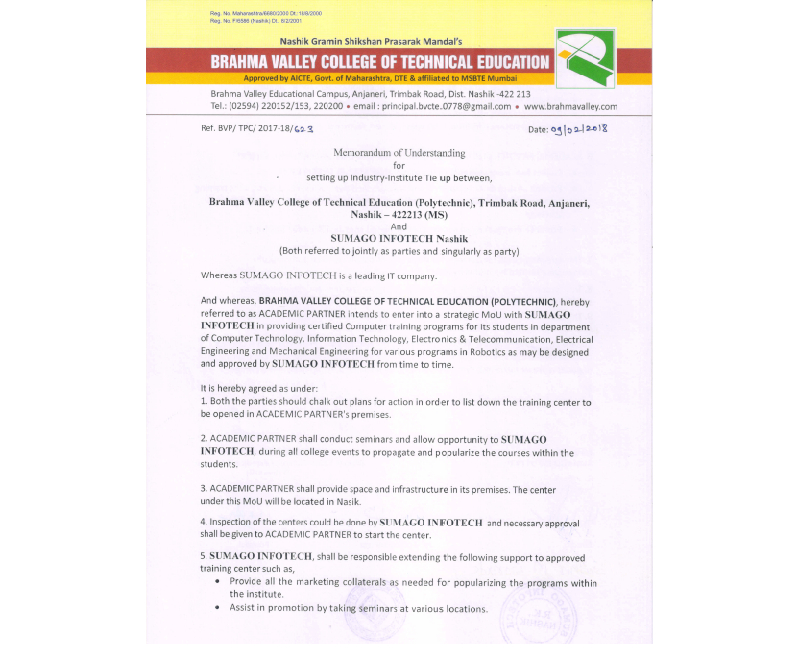 Reg. No. Maharashtra/6680/2000 Dt. 19/9/2000
Reg. No. F/6586 (Nashik) Dt. 6/2/2001
Nashik Gramin Shikshan Prasarak Mandal's
BRAHMA VALLEY COLLEGE OF TECHNICAL EDUCATION
Approved by AICTE, Govt. of Maharashtra, DTE & affiliated to MSBTE Mumbai
Brahma Valley Educational Campus, Anjaneri, Trimbak Road, Dist. Nashik -422 213
Tel.: (02594) 220152/153, 220200 • email : principal.bvcte.0778@gmail.com • www.brahmavalley.com
Ref. BVP/ TPC/ 2017-18/623 Date: 09/02/2018
Memorandum of Understanding
for
setting up Industry-Institute Tie up between,
Brahma Valley College of Technical Education (Polytechnic), Trimbak Road, Anjaneri,
Nashik – 422213 (MS)
And
SUMAGO INFOTECH Nashik
(Both referred to jointly as parties and singularly as party)
Whereas SUMAGO INFOTECH is a leading IT company.
And whereas, BRAHMA VALLEY COLLEGE OF TECHNICAL EDUCATION (POLYTECHNIC), hereby
referred to as ACADEMIC PARTNER intends to enter into a strategic MoU with SUMAGO
INFOTECH in providing certified Computer training programs for its students in department
of Computer Technology, Information Technology, Electronics & Telecommunication, Electrical
Engineering and Mechanical Engineering for various programs in Robotics as may be designed
and approved by SUMAGO INFOTECH from time to time.
It is hereby agreed as under:
1. Both the parties should chalk out plans for action in order to list down the training center to
be opened in ACADEMIC PARTNER's premises.
2. ACADEMIC PARTNER shall conduct seminars and allow opportunity to SUMAGO
INFOTECH during all college events to propagate and popularize the courses within the
students.
3. ACADEMIC PARTNER shall provide space and infrastructure in its premises. The center
under this MoU will be located in Nasik.
4. Inspection of the centers could be done by SUMAGO INFOTECH and necessary approval
shall be given to ACADEMIC PARTNER to start the center.
5. SUMAGO INFOTECH, shall be responsible extending the following support to approved
training center such as,
• Provide all the marketing collaterals as needed for popularizing the programs within
the institute.
• Assist in promotion by taking seminars at various locations.